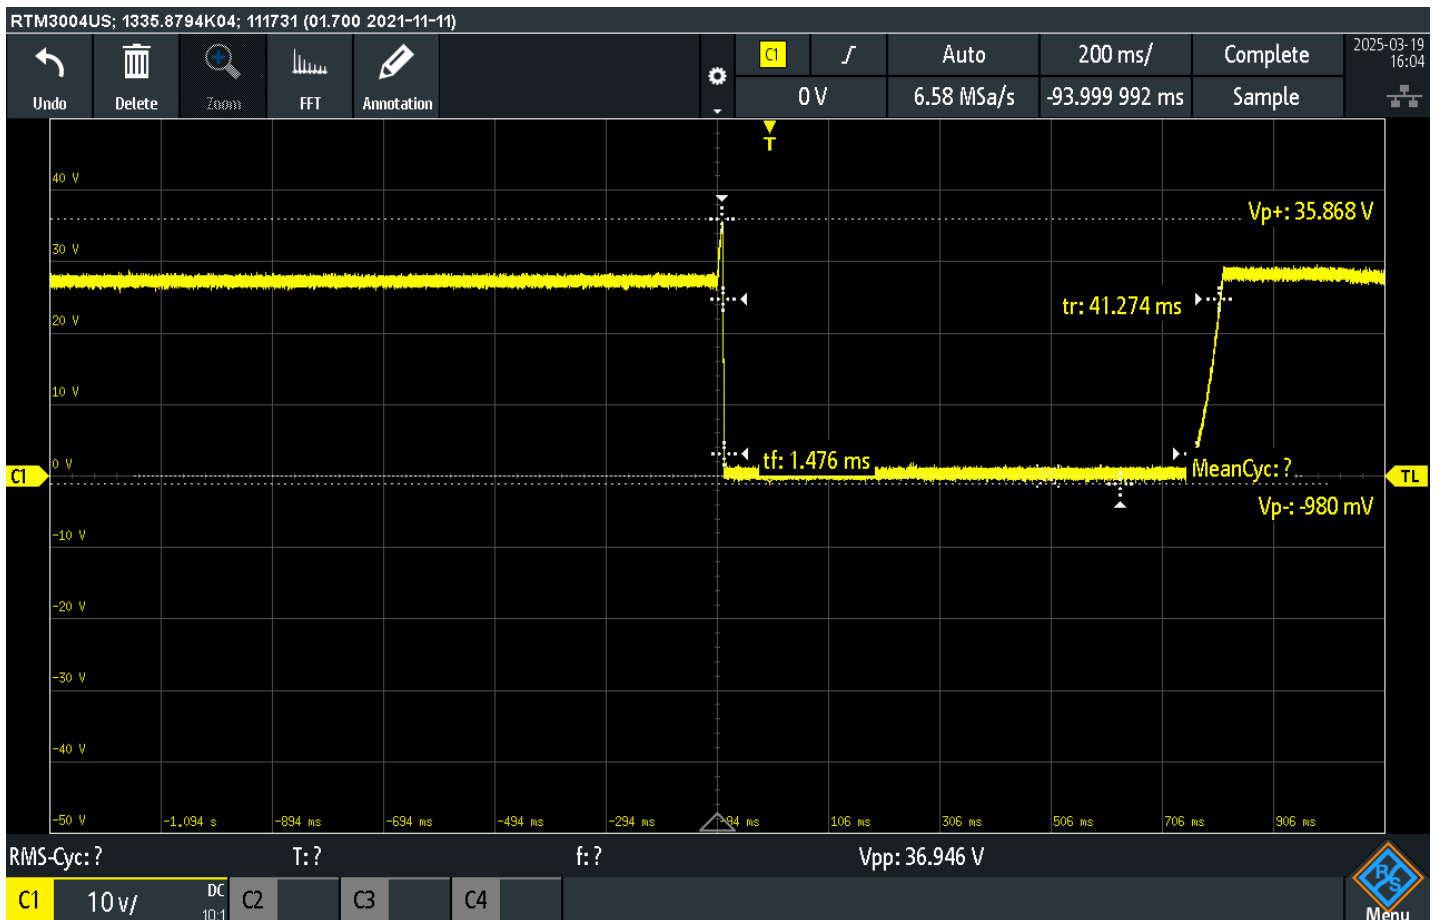 RTM3004US; 1335.8794K04; 111731 (01.700 2021-11-11)
Undo
Delete
Zoom
FFT
Annotation
C1
Auto
200 ms/
Complete
2025-03-19
16:04
0 V
6.58 MSa/s
-93.999 992 ms
Sample
T
40 V
Vp+: 35.868 V
30 V
tr: 41.274 ms
20 V
10 V
tf: 1.476 ms
0 V
MeanCyc: ?
C1
TL
Vp-: -980 mV
-10 V
-20 V
-30 V
-40 V
-50 V
-1.094 s
-894 ms
-694 ms
-494 ms
-294 ms
-94 ms
106 ms
306 ms
506 ms
706 ms
906 ms
RMS-Cyc: ?
T: ?
f: ?
Vpp: 36.946 V
C1
10 V/
DC
10:1
C2
C3
C4
R&S
Menu